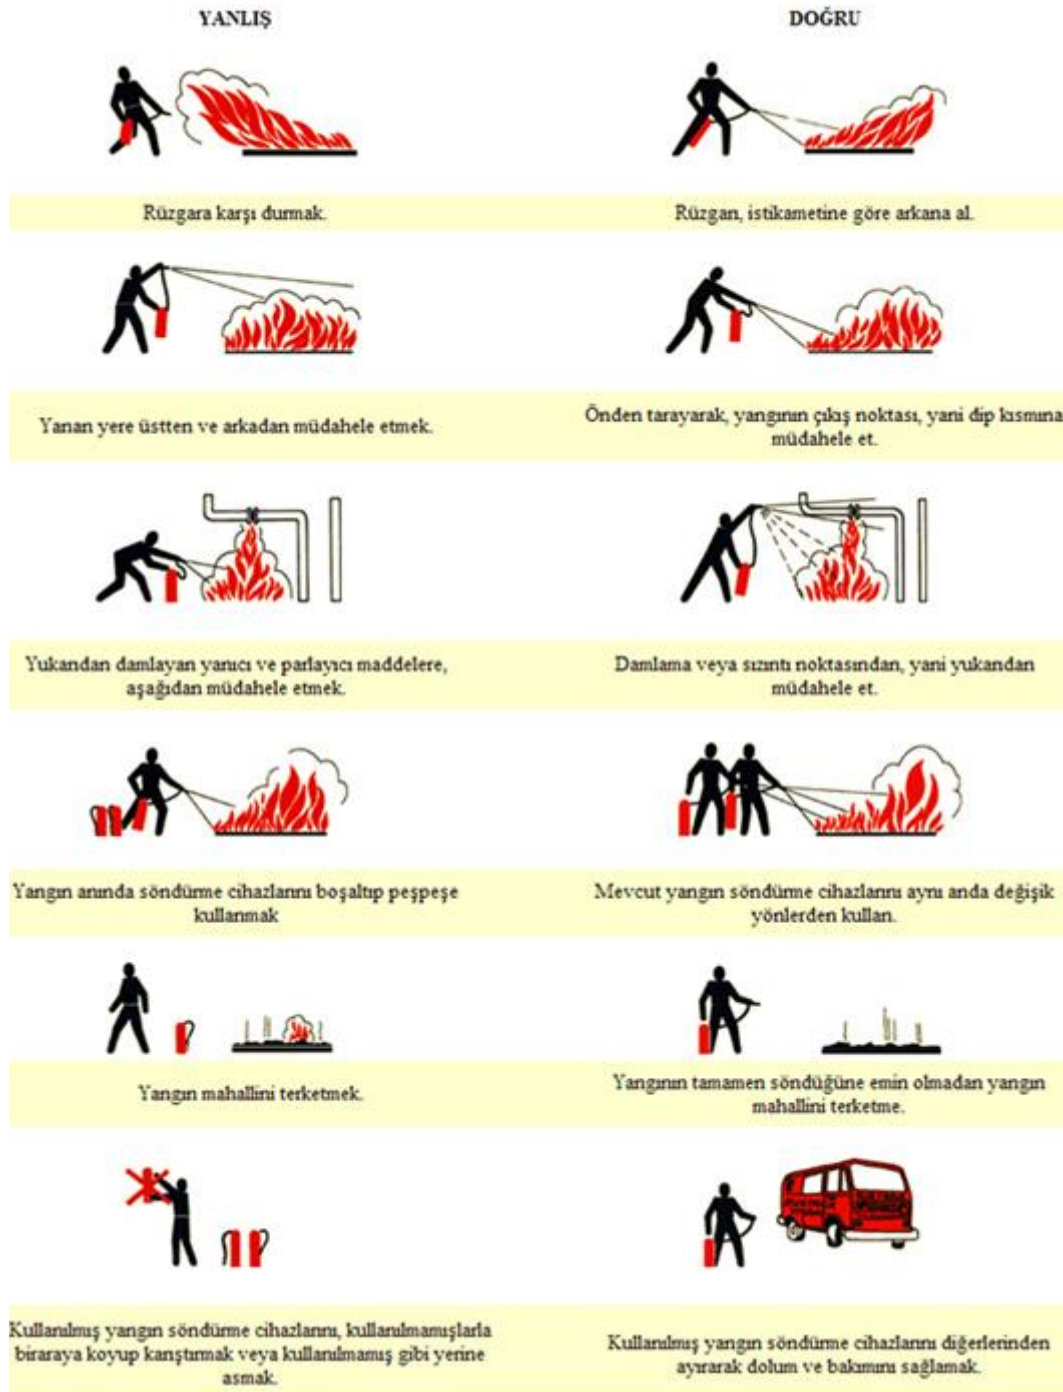 YANLIŞ
DOĞRU
Rüzgara karşı durmak.
Rüzgarı, istikametine göre arkana al.
Yanan yere üstten ve arkadan müdahele etmek.
Önden tarayarak, yangının çıkış noktası, yani dip kısmına
müdahele et.
Yukarıdan damlayan yanıcı ve parlayıcı maddelere,
aşağıdan müdahele etmek.
Damlama veya sızıntı noktasından, yani yukarıdan
müdahele et.
Yangın anında söndürme cihazlarını boşaltıp peşpeşe
kullanmak
Mevcut yangın söndürme cihazlarını aynı anda değişik
yönlerden kullan.
Yangın mahallini terketmek.
Yangının tamamen söndüğüne emin olmadan yangın
mahallini terketme.
Kullanılmış yangın söndürme cihazlarını, kullanılmamışlarla
biraraya koyup karıştırmak veya kullanılmamış gibi yerine
asmak.
Kullanılmış yangın söndürme cihazlarını diğerlerinden
ayırarak dolum ve bakımını sağlamak.